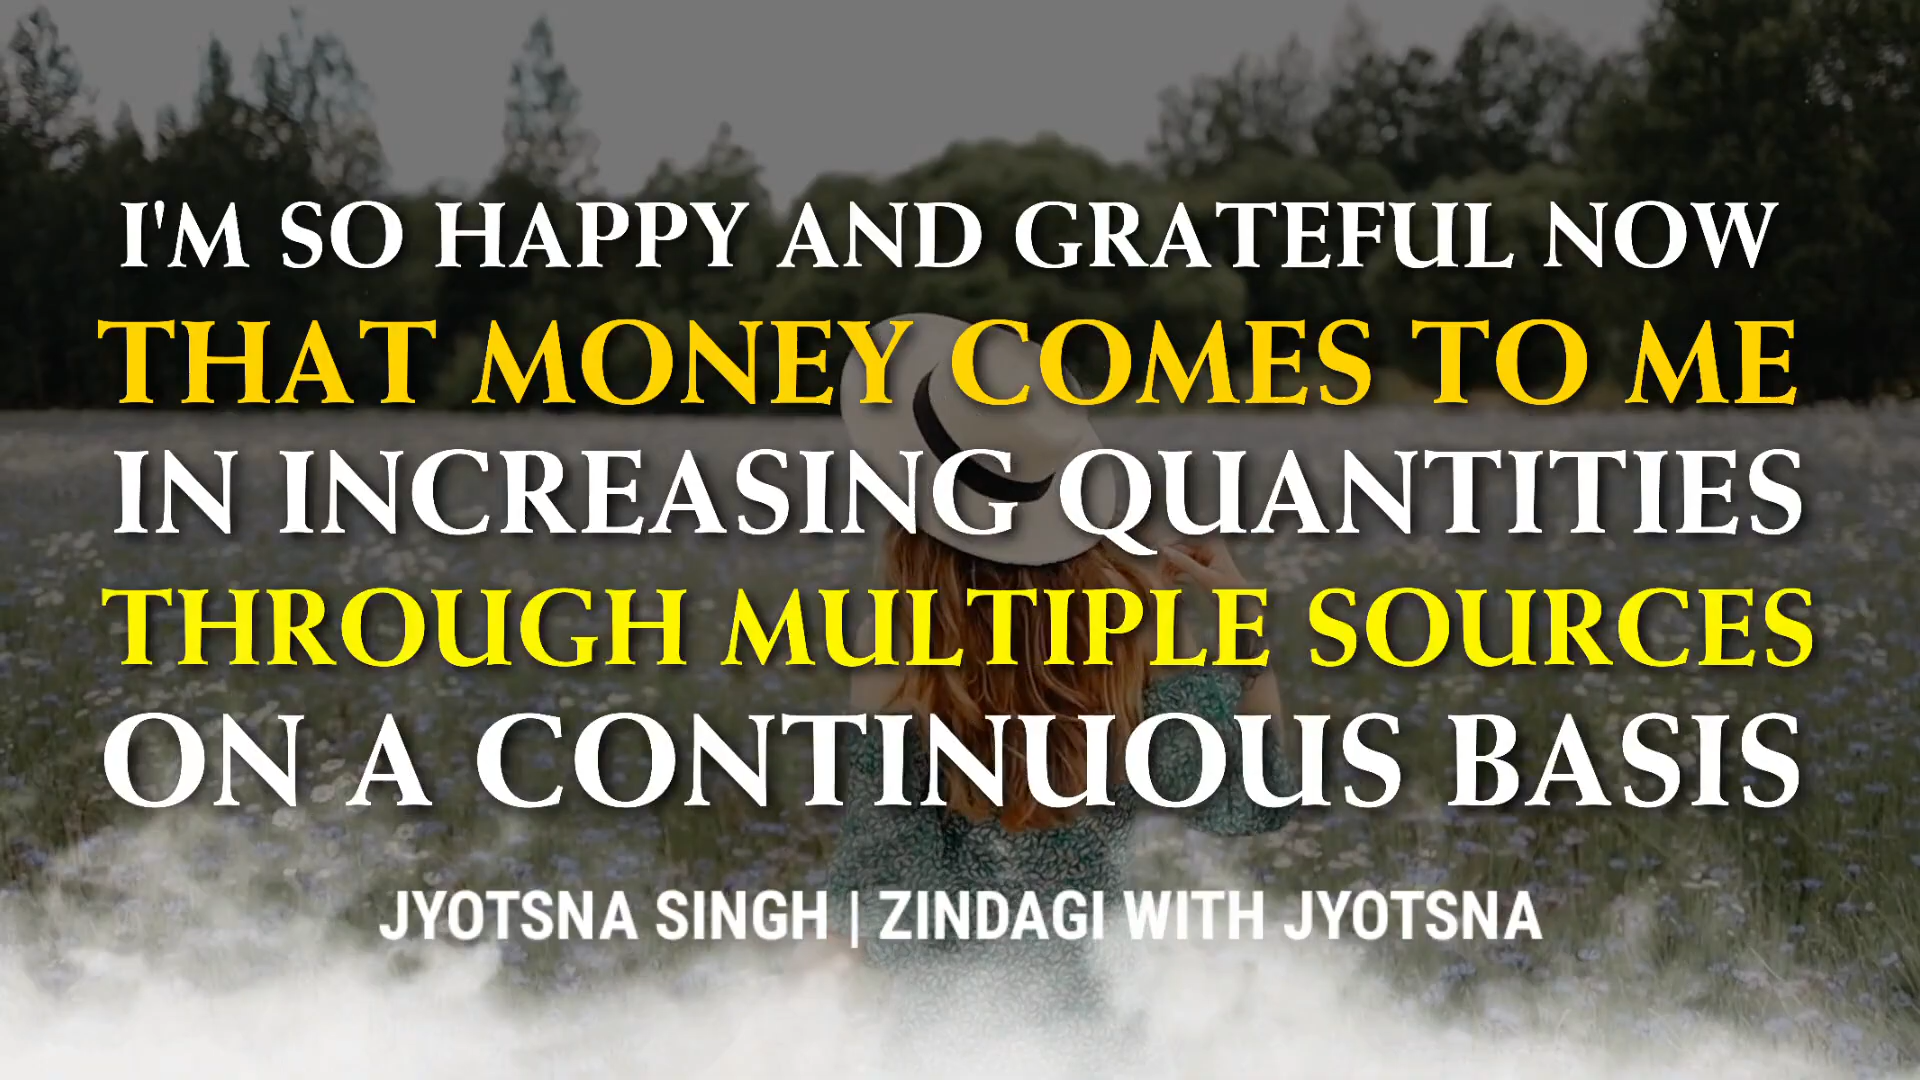 I'M SO HAPPY AND GRATEFUL NOW
THAT MONEY COMES TO ME
IN INCREASING QUANTITIES
THROUGH MULTIPLE SOURCES
ON A CONTINUOUS BASIS
JYOTSNA SINGH | ZINDAGI WITH JYOTSNA